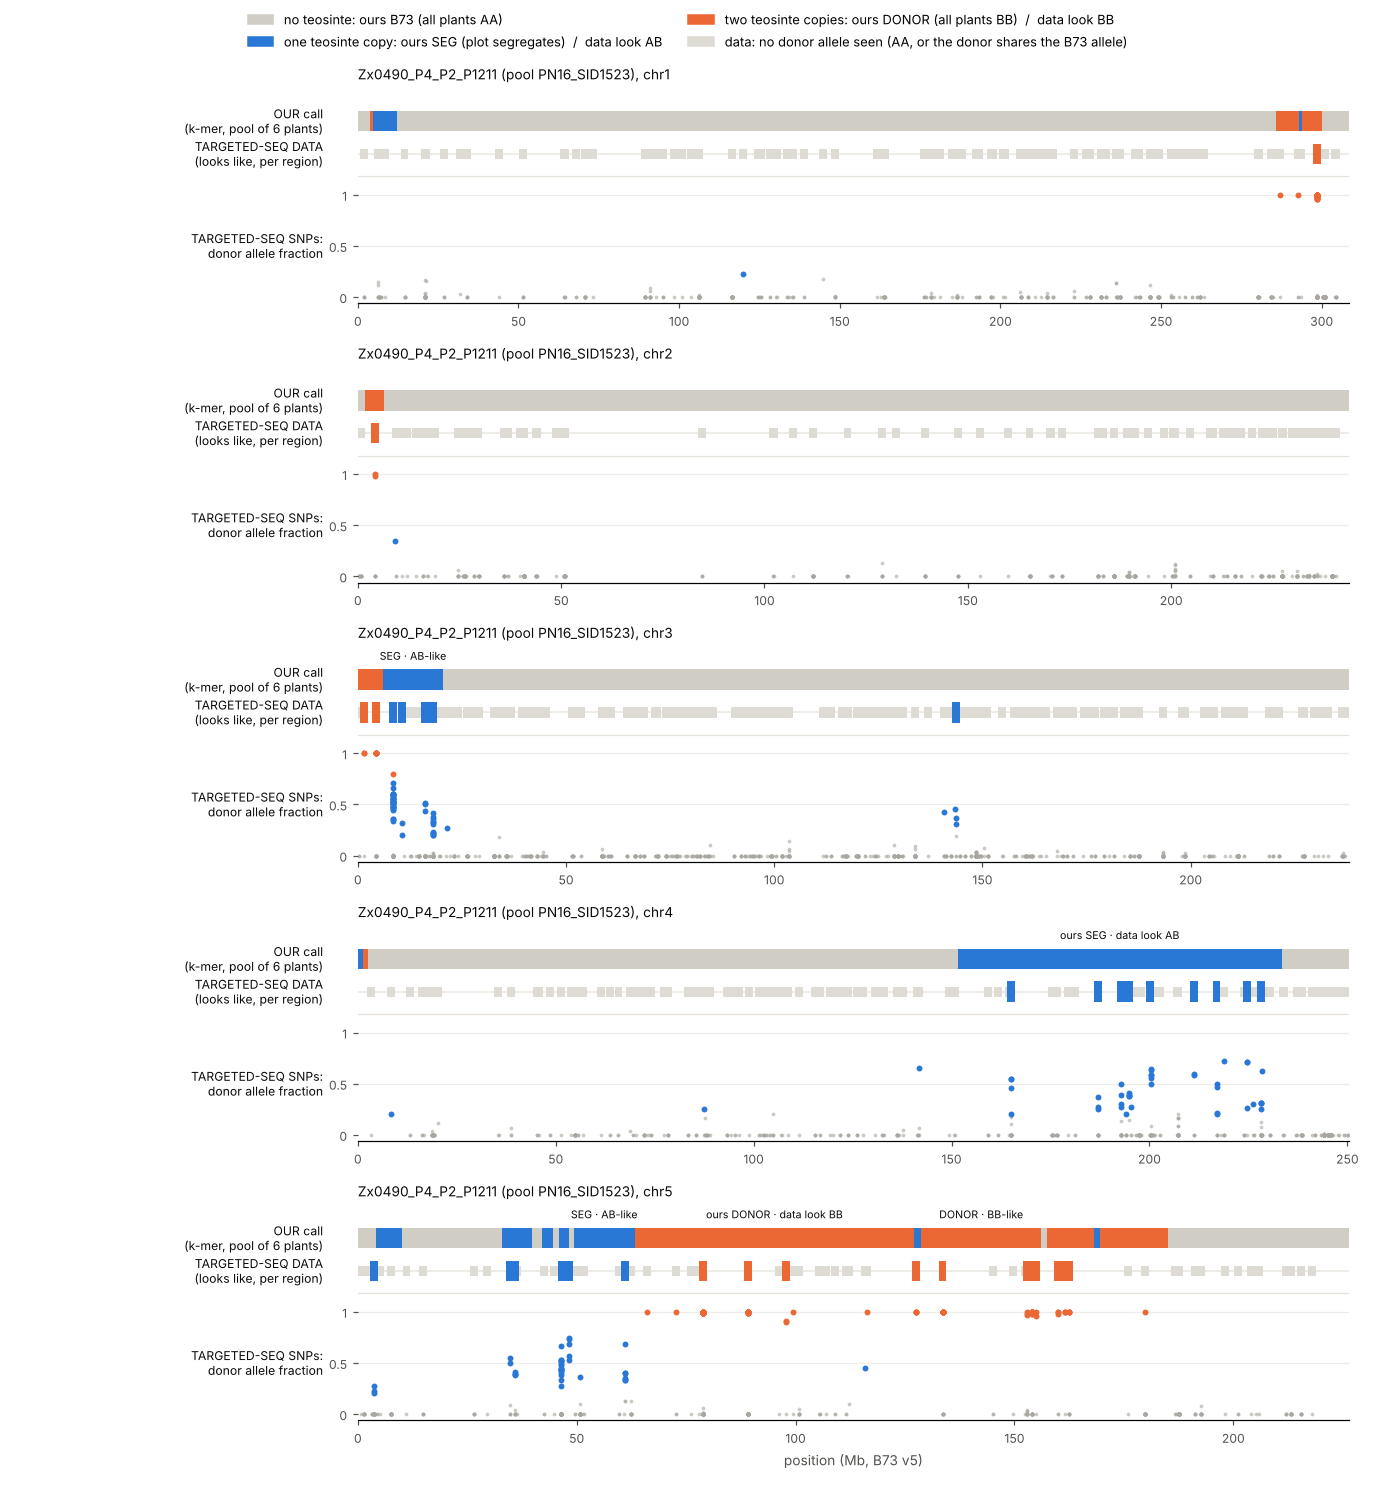 no teosinte: ours B73 (all plants AA)
two teosinte copies: ours DONOR (all plants BB)  /  data look BB
one teosinte copy: ours SEG (plot segregates)  /  data look AB
data: no donor allele seen (AA, or the donor shares the B73 allele)
Zx0490_P4_P2_P1211 (pool PN16_SID1523), chr1
OUR call
(k-mer, pool of 6 plants)
TARGETED-SEQ DATA
(looks like, per region)
1
TARGETED-SEQ SNPs:
donor allele fraction
0.5
0
0 50 100 150 200 250 300
Zx0490_P4_P2_P1211 (pool PN16_SID1523), chr2
OUR call
(k-mer, pool of 6 plants)
TARGETED-SEQ DATA
(looks like, per region)
1
TARGETED-SEQ SNPs:
donor allele fraction
0.5
0
0 50 100 150 200
Zx0490_P4_P2_P1211 (pool PN16_SID1523), chr3
SEG · AB-like
OUR call
(k-mer, pool of 6 plants)
TARGETED-SEQ DATA
(looks like, per region)
1
TARGETED-SEQ SNPs:
donor allele fraction
0.5
0
0 50 100 150 200
Zx0490_P4_P2_P1211 (pool PN16_SID1523), chr4
ours SEG · data look AB
OUR call
(k-mer, pool of 6 plants)
TARGETED-SEQ DATA
(looks like, per region)
1
TARGETED-SEQ SNPs:
donor allele fraction
0.5
0
0 50 100 150 200 250
Zx0490_P4_P2_P1211 (pool PN16_SID1523), chr5
SEG · AB-like ours DONOR · data look BB DONOR · BB-like
OUR call
(k-mer, pool of 6 plants)
TARGETED-SEQ DATA
(looks like, per region)
1
TARGETED-SEQ SNPs:
donor allele fraction
0.5
0
0 50 100 150 200
position (Mb, B73 v5)